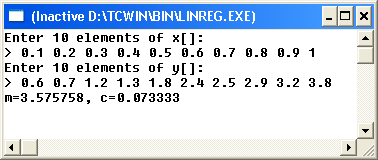 (Inactive D:\TCWIN\BIN\LINREG.EXE)
Enter 10 elements of x[]:
> 0.1 0.2 0.3 0.4 0.5 0.6 0.7 0.8 0.9 1
Enter 10 elements of y[]:
> 0.6 0.7 1.2 1.3 1.8 2.4 2.5 2.9 3.2 3.8
m=3.575758, c=0.073333